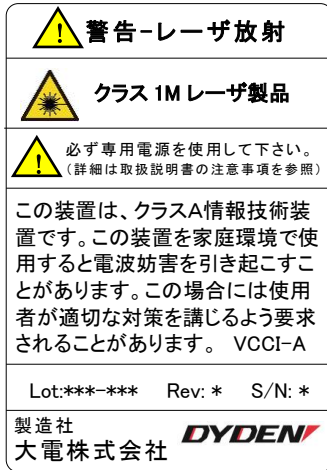 警告-レーザ放射
クラス 1M レーザ製品
必ず専用電源を使用して下さい。
(詳細は取扱説明書の注意事項を参照)
この装置は、クラスA情報技術装
置です。この装置を家庭環境で使
用すると電波妨害を引き起こすこ
とがあります。この場合には使用
者が適切な対策を講じるよう要求
されることがあります。 VCCI-A
Lot:***-*** Rev: * S/N: *
製造社
大電株式会社 DYDEN